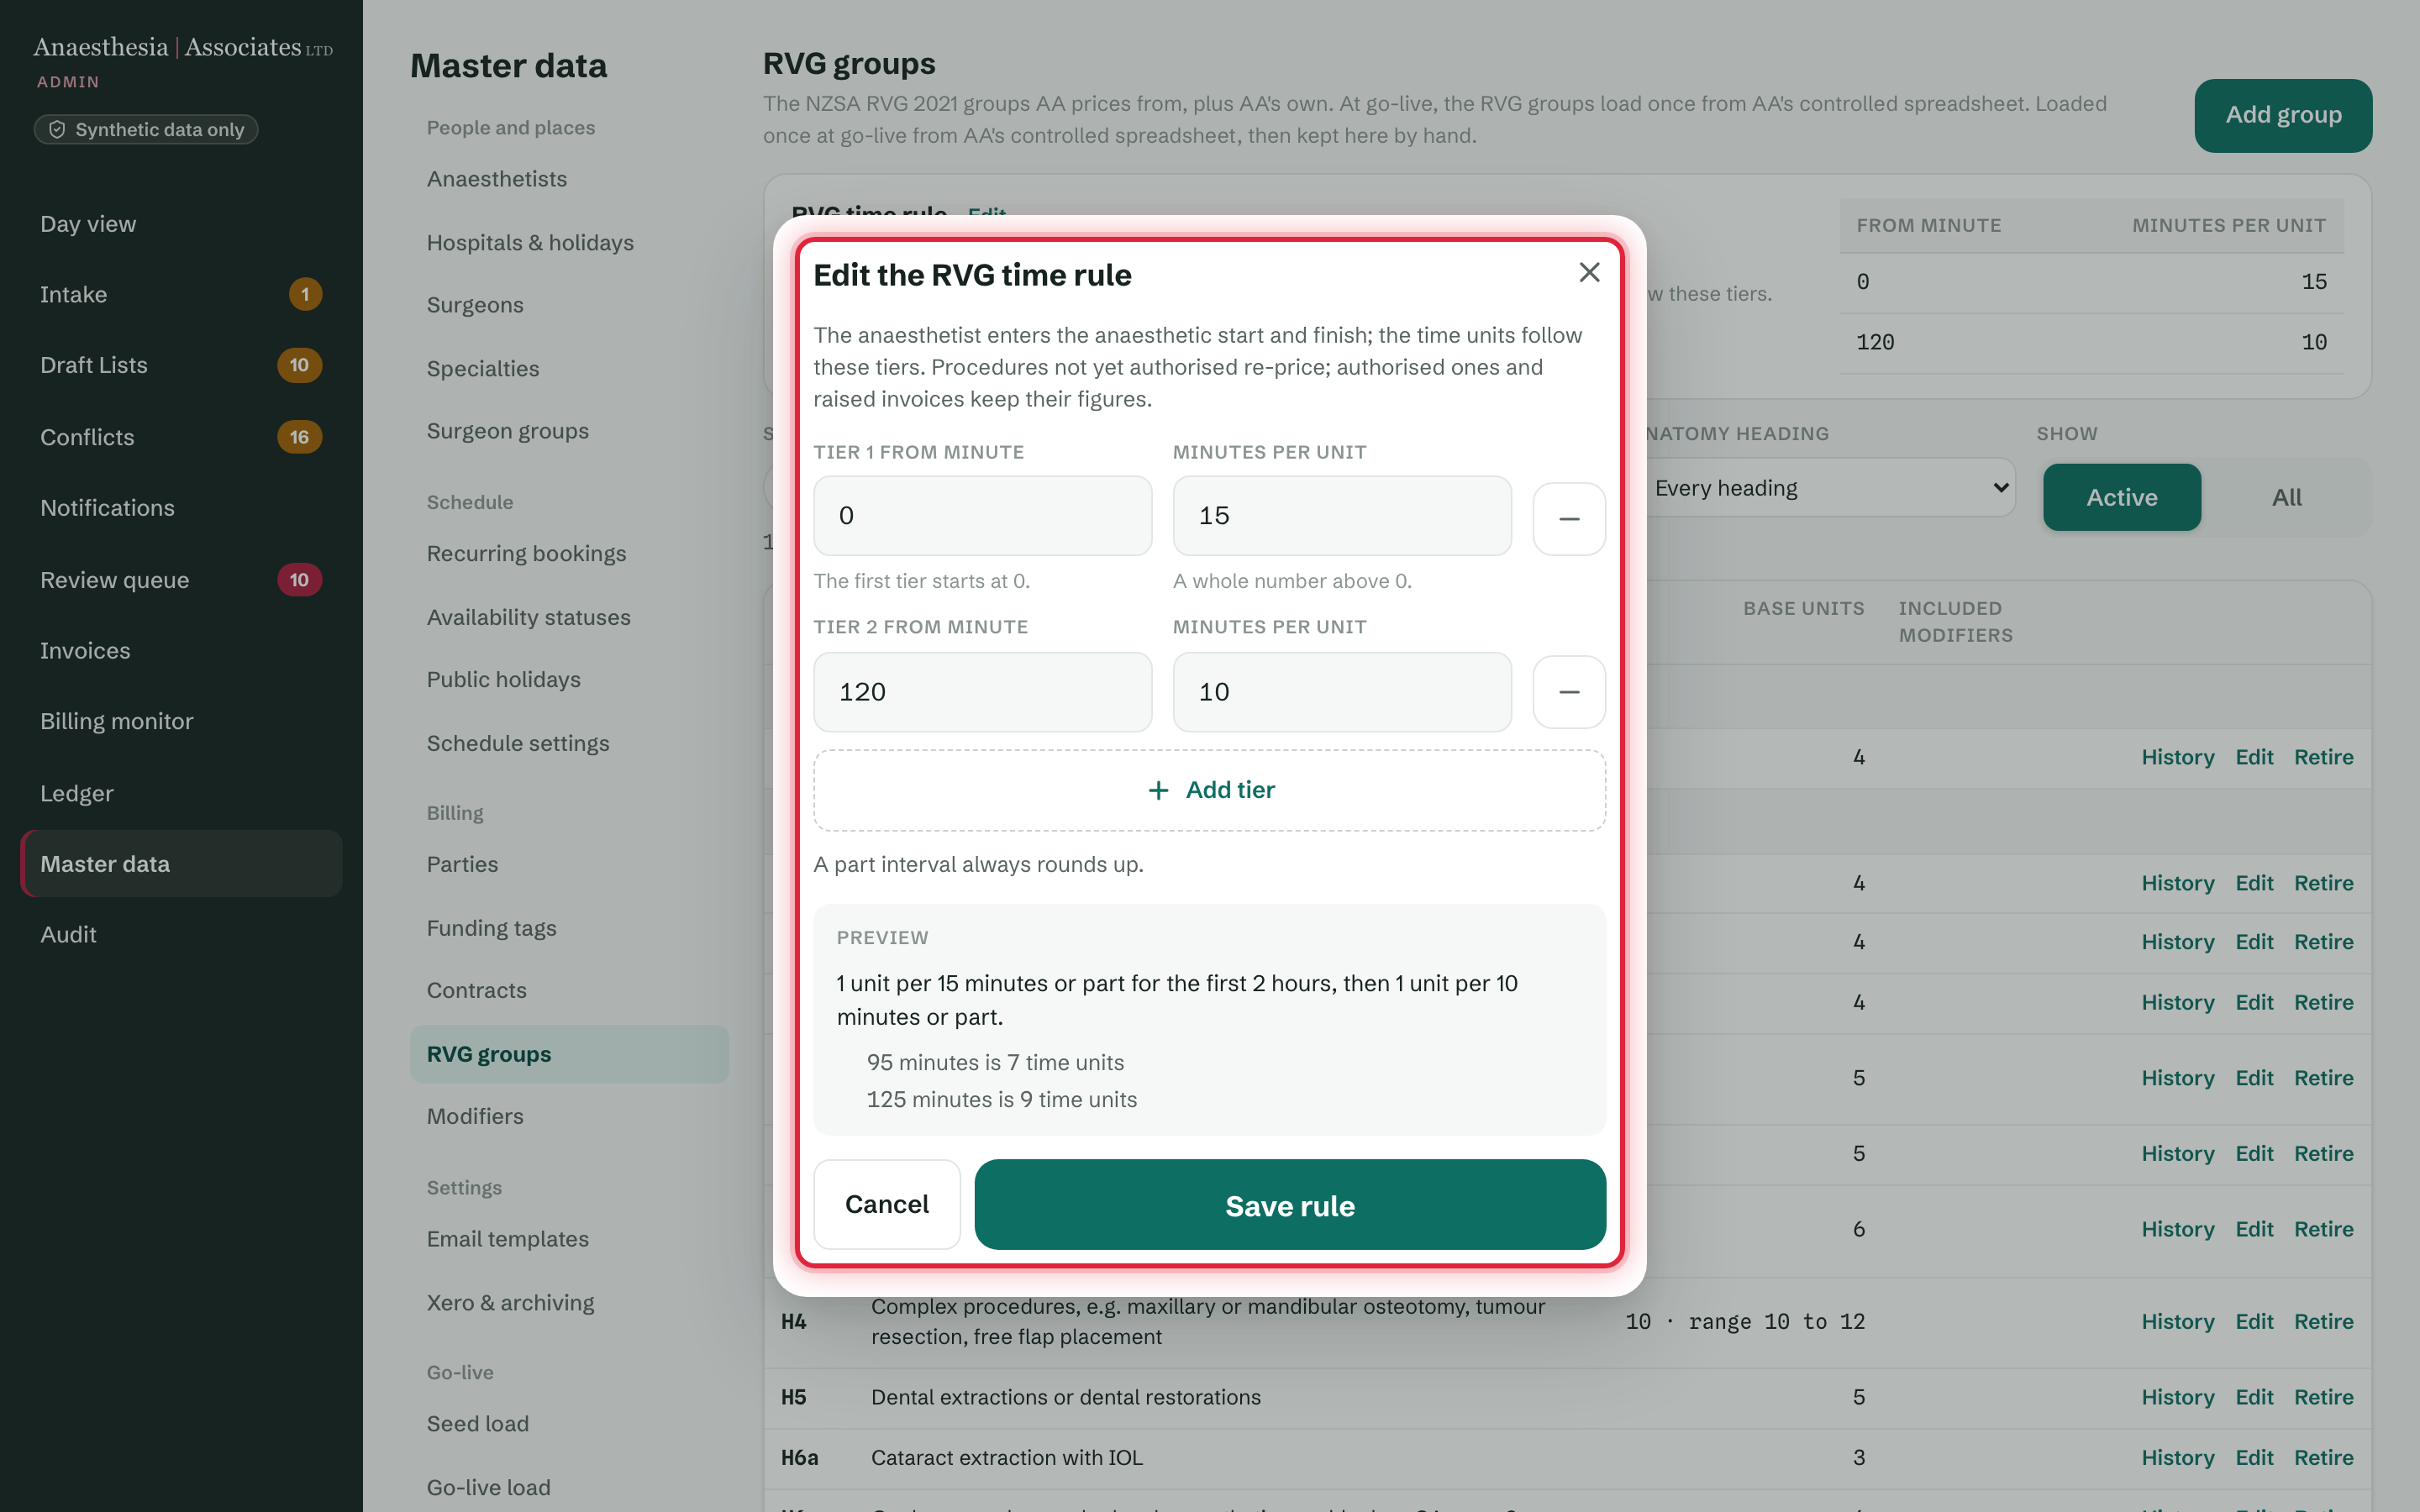 Anaesthesia | Associates LTD
ADMIN
Synthetic data only
Day view
Intake 1
Draft Lists 10
Conflicts 16
Notifications
Review queue 10
Invoices
Billing monitor
Ledger
Master data
Audit
Master data
People and places
Anaesthetists
Hospitals & holidays
Surgeons
Specialties
Surgeon groups
Schedule
Recurring bookings
Availability statuses
Public holidays
Schedule settings
Billing
Parties
Funding tags
Contracts
RVG groups
Modifiers
Settings
Email templates
Xero & archiving
Go-live
Seed load
Go-live load
RVG groups
The NZSA RVG 2021 groups AA prices from, plus AA's own. At go-live, the RVG groups load once from AA's controlled spreadsheet. Loaded
once at go-live from AA's controlled spreadsheet, then kept here by hand.
Add group
RVG time rule Edit
w these tiers.
FROM MINUTE MINUTES PER UNIT
0 15
120 10
NATOMY HEADING
Every heading
SHOW
Active All
Edit the RVG time rule
The anaesthetist enters the anaesthetic start and finish; the time units follow
these tiers. Procedures not yet authorised re-price; authorised ones and
raised invoices keep their figures.
TIER 1 FROM MINUTE MINUTES PER UNIT
0 15
The first tier starts at 0. A whole number above 0.
TIER 2 FROM MINUTE MINUTES PER UNIT
120 10
+ Add tier
A part interval always rounds up.
PREVIEW
1 unit per 15 minutes or part for the first 2 hours, then 1 unit per 10
minutes or part.
95 minutes is 7 time units
125 minutes is 9 time units
Cancel Save rule
BASE UNITS INCLUDED
MODIFIERS
4 History Edit Retire
4 History Edit Retire
4 History Edit Retire
4 History Edit Retire
5 History Edit Retire
5 History Edit Retire
6 History Edit Retire
H4 Complex procedures, e.g. maxillary or mandibular osteotomy, tumour
resection, free flap placement 10 · range 10 to 12 History Edit Retire
H5 Dental extractions or dental restorations 5 History Edit Retire
H6a Cataract extraction with IOL 3 History Edit Retire